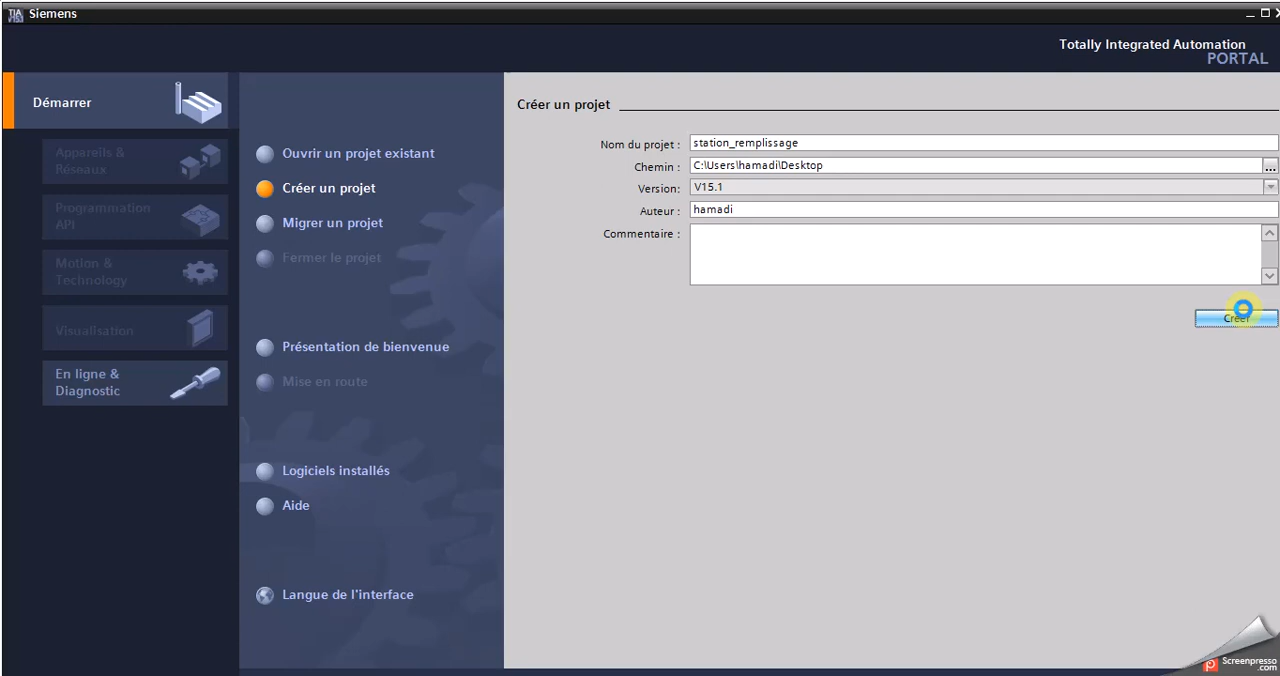 TIA
V15.1
Siemens
Totally Integrated Automation
PORTAL
Démarrer
Appareils &
Réseaux
Programmation
API
Motion &
Technology
Visualisation
En ligne &
Diagnostic
Ouvrir un projet existant
Créer un projet
Migrer un projet
Fermer le projet
Présentation de bienvenue
Mise en route
Logiciels installés
Aide
Langue de l'interface
Créer un projet
Nom du projet : station_remplissage
Chemin : C:\Users\hamadi\Desktop
...
Version: V15.1
Auteur : hamadi
Commentaire :
Créer
Screenpresso
.com